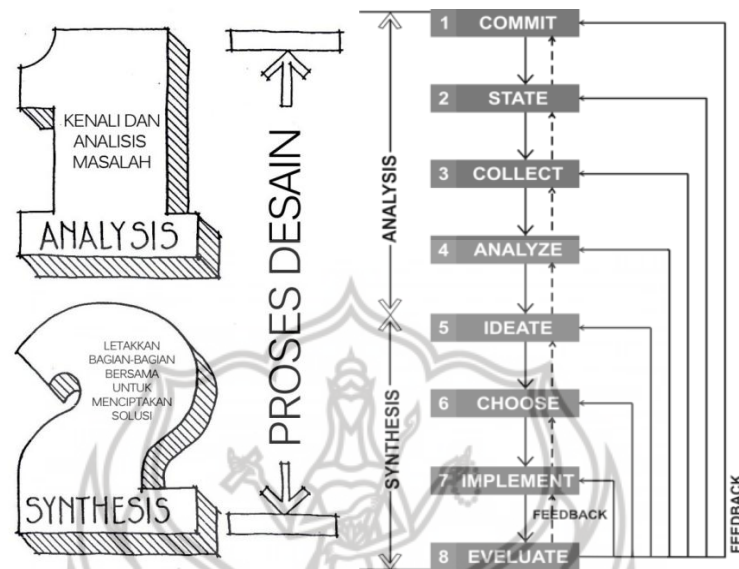 KENALI DAN
ANALISIS
MASALAH
ANALYSIS
LETAKKAN
BAGIAN-BAGIAN
BERSAMA
UNTUK
MENCIPTAKAN
SOLUSI
SYNTHESIS
PROSES DESAIN
ANALYSIS
SYNTHESIS
1 COMMIT
2 STATE
3 COLLECT
4 ANALYZE
5 IDEATE
6 CHOOSE
7 IMPLEMENT
FEEDBACK
8 EVELUATE
FEEDBACK